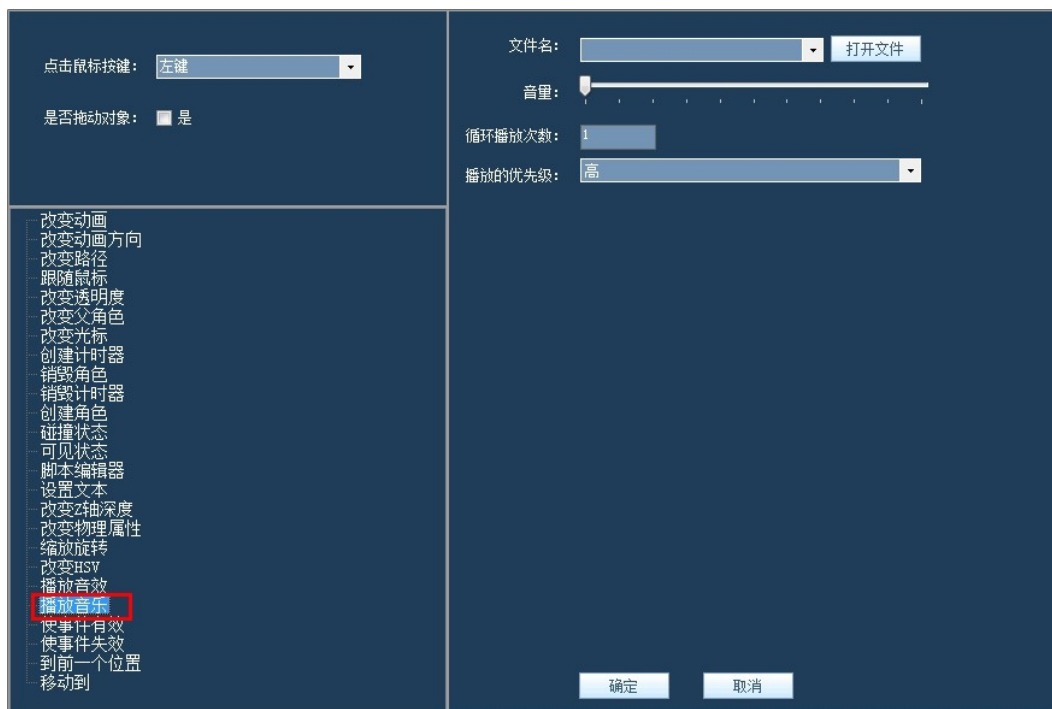 点击鼠标按键： 左键
是否拖动对象： 是
文件名： 打开文件
音量：
循环播放次数： 1
播放的优先级： 高
改变动画
改变动画方向
改变路径
跟随鼠标
改变透明度
改变父角色
改变光标
创建计时器
销毁角色
销毁计时器
创建角色
碰撞状态
可见状态
脚本编辑器
设置文本
改变Z轴深度
改变物理属性
缩放旋转
改变HSV
播放音效
播放音乐
使事件有效
使事件失效
到前一个位置
移动到
确定 取消